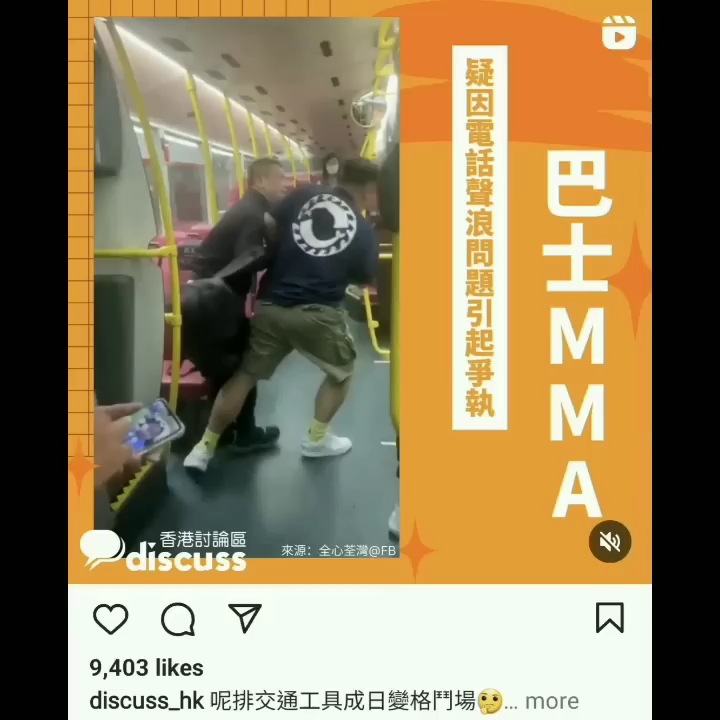 疑因電話聲浪問題引起爭執
巴士MMA
香港討論區
discuss
來源：全心荃灣@FB
9,403 likes
discuss_hk 呢排交通工具成日變格鬥場🤔... more